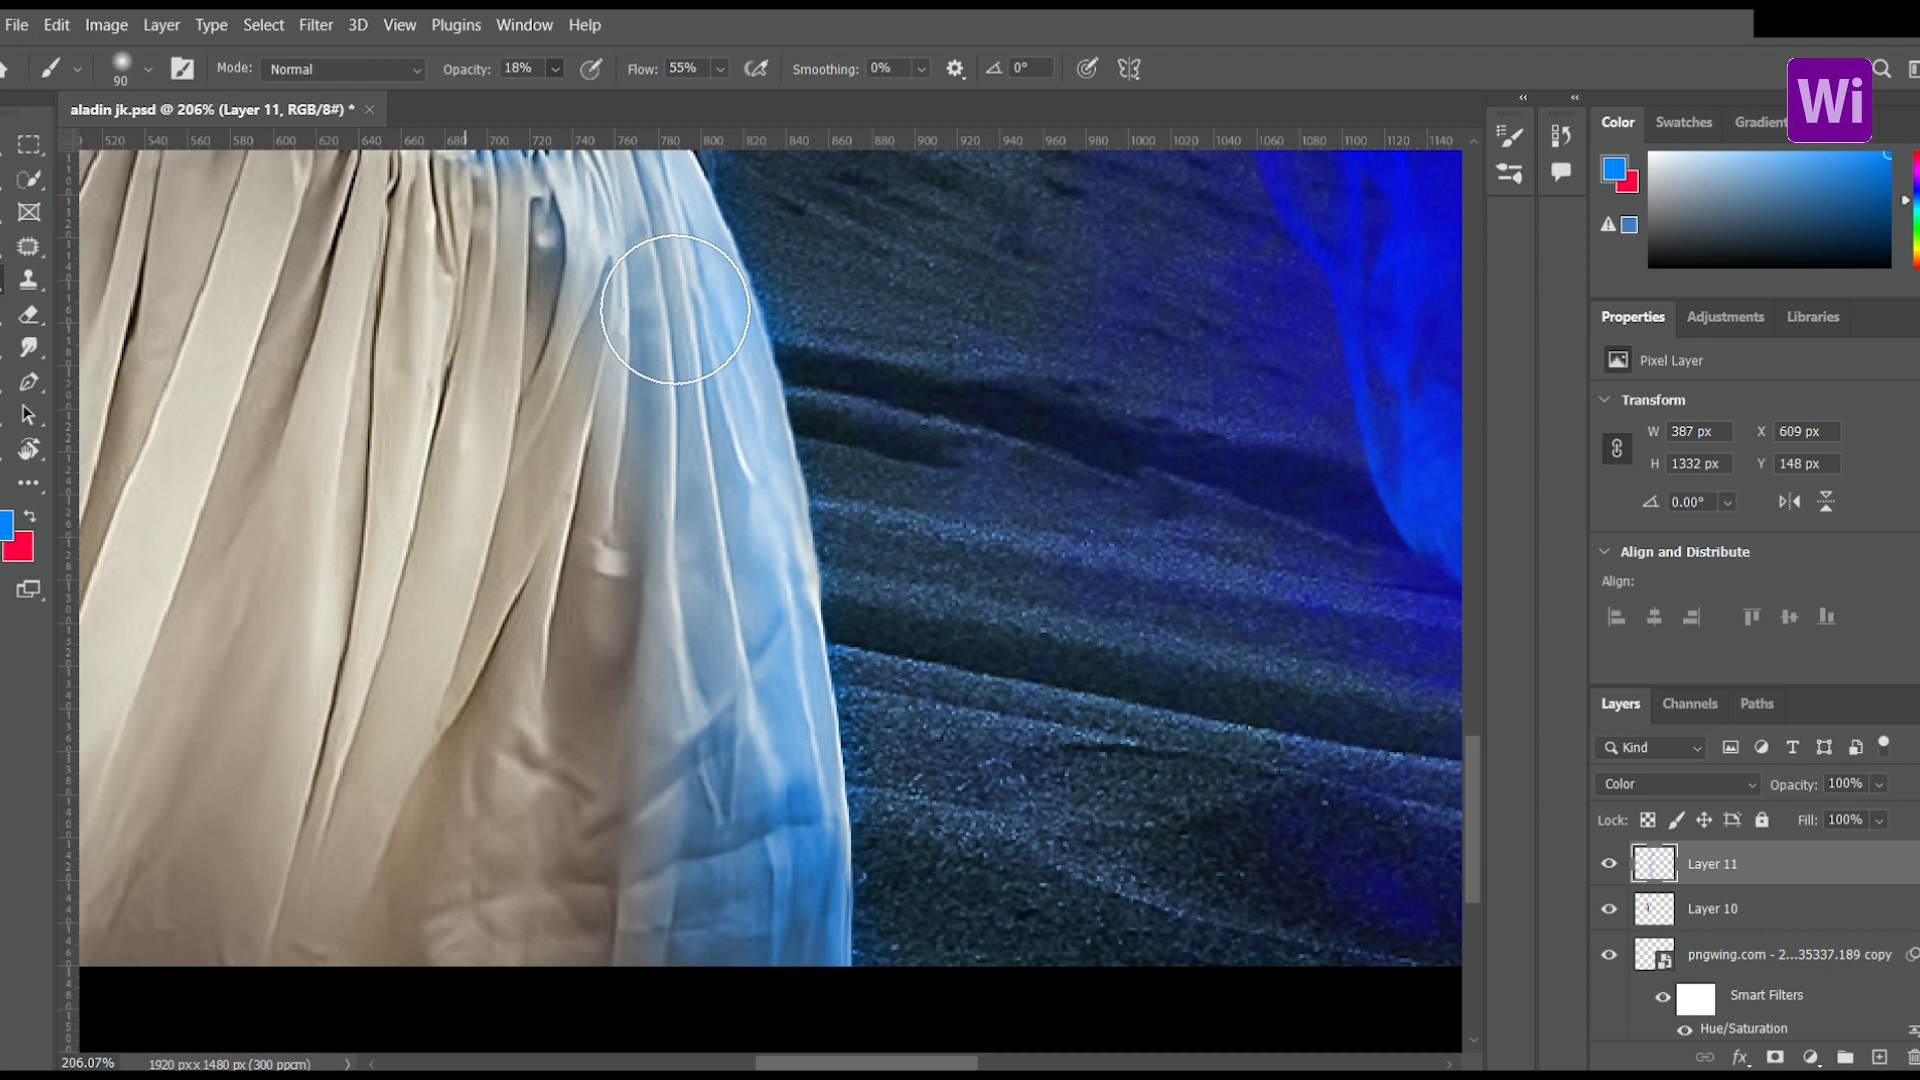 File Edit Image Layer Type Select Filter 3D View Plugins Window Help
90 Mode: Normal Opacity: 18% Flow: 55% Smoothing: 0% 0°
Wi
aladin jk.psd @ 206% (Layer 11, RGB/8#) * ×
520 540 560 580 600 620 640 660 680 700 720 740 760 780 800 820 840 860 880 900 920 940 960 980 1000 1020 1040 1060 1080 1100 1120 1140
Color Swatches Gradient
Properties Adjustments Libraries
Pixel Layer
Transform
W 387 px X 609 px
H 1332 px Y 148 px
0.00°
Align and Distribute
Align:
Layers Channels Paths
Kind
Color Opacity: 100%
Lock: Fill: 100%
Layer 11
Layer 10
pngwing.com - 2...35337.189 copy
Smart Filters
Hue/Saturation
fx
206.07% 1920 px x 1480 px (300 ppcm)